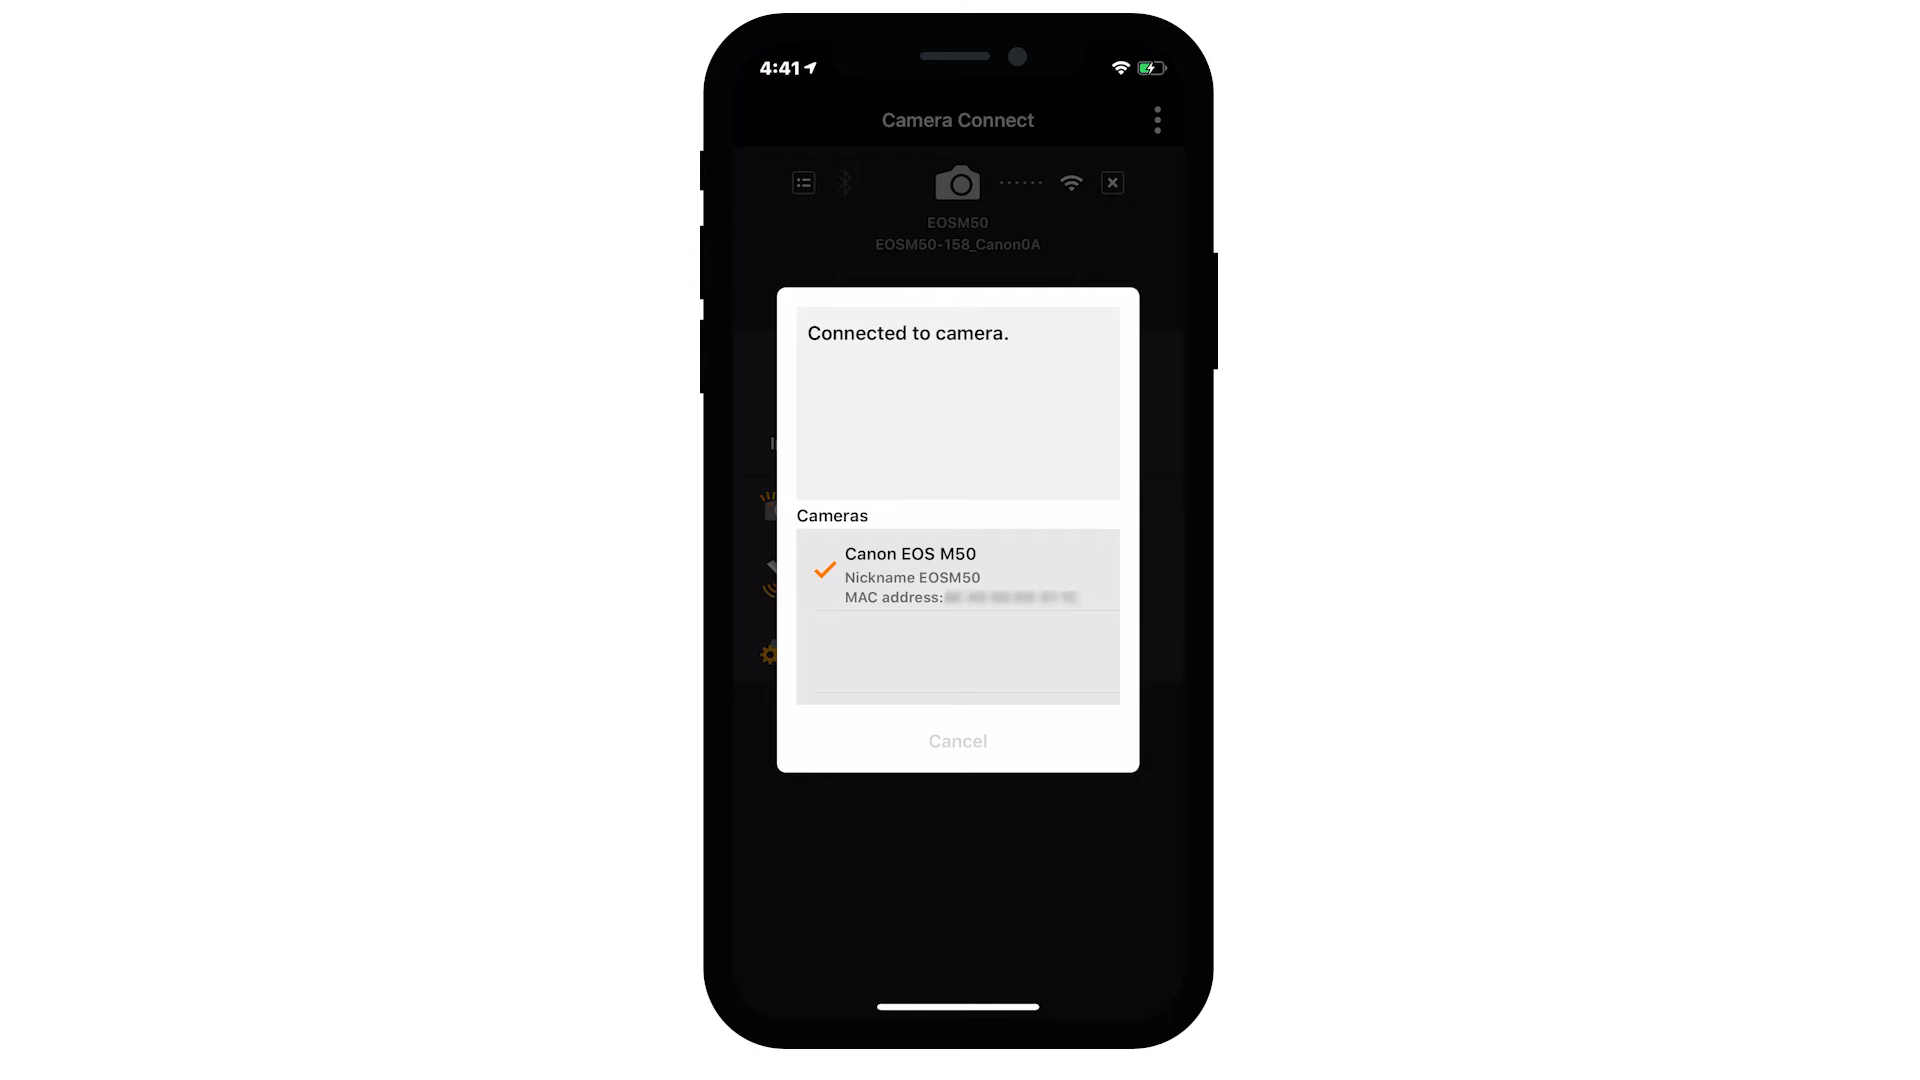 4:41
Camera Connect
EOSM50
EOSM50-158_Canon0A
Connected to camera.
Cameras
Canon EOS M50
Nickname EOSM50
MAC address:
Cancel